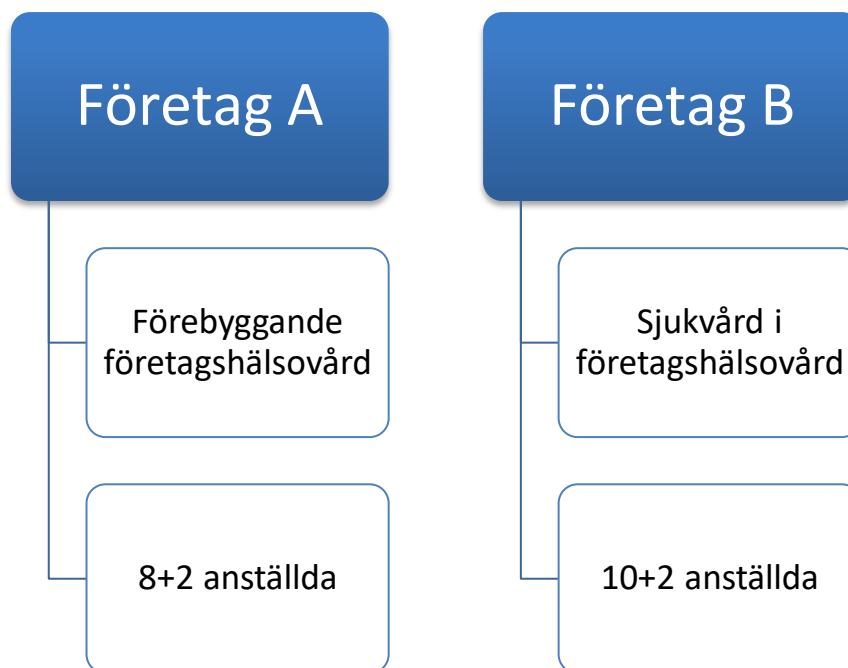 Företag A
Förebyggande
företagshälsovård
8+2 anställda
Företag B
Sjukvård i
företagshälsovård
10+2 anställda